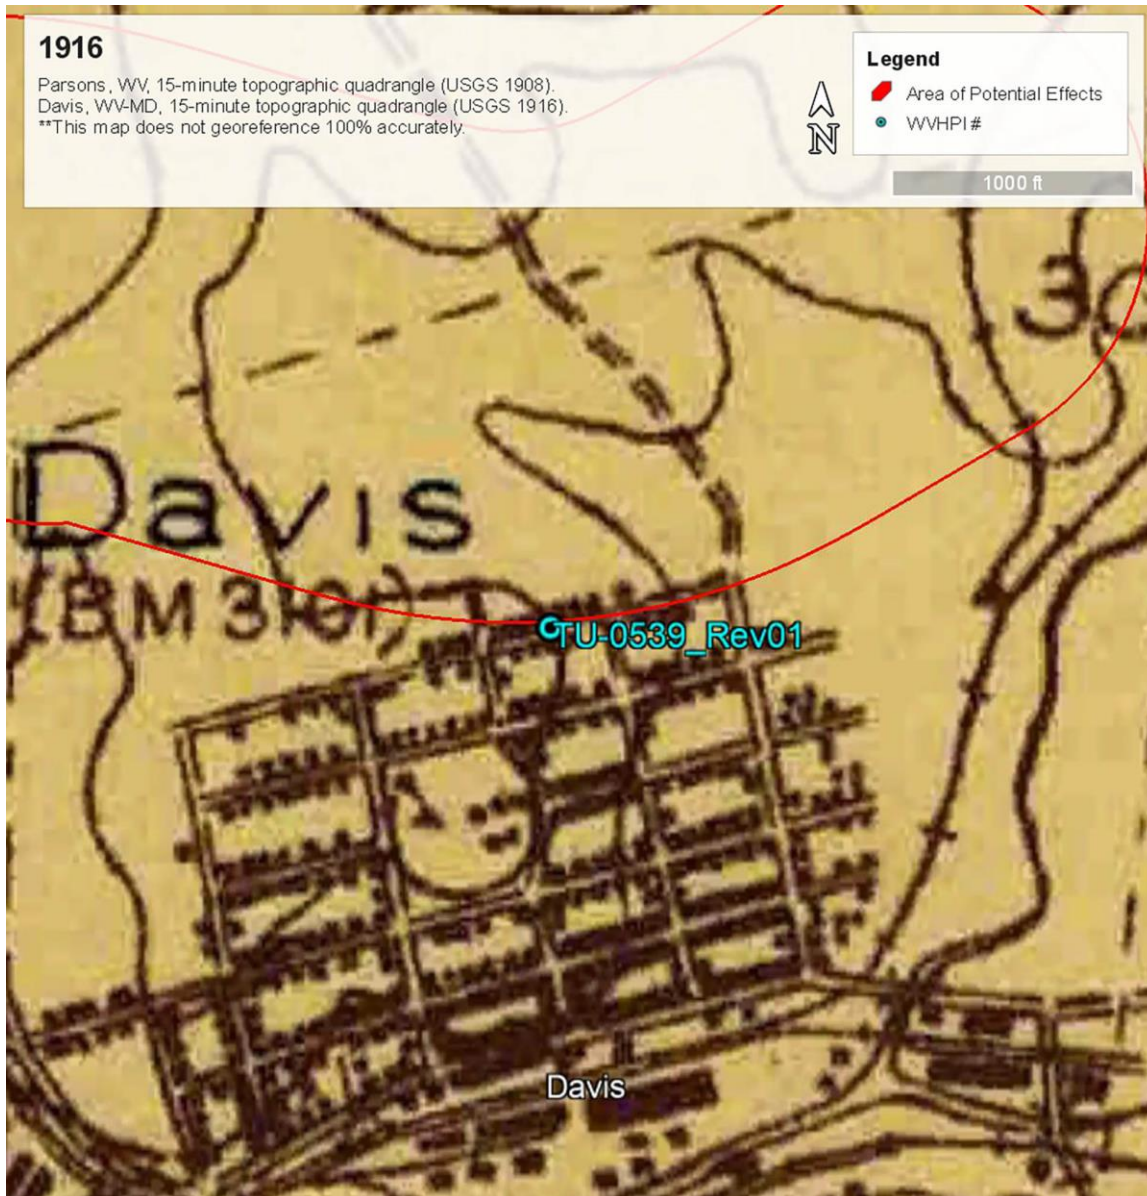 1916
Parsons, WV, 15-minute topographic quadrangle (USGS 1908).
Davis, WV-MD, 15-minute topographic quadrangle (USGS 1916).
**This map does not georeference 100% accurately.
Legend
Area of Potential Effects
WVHPI #
N
1000 ft
Davis
(BM
TU-0539_Rev01
Davis